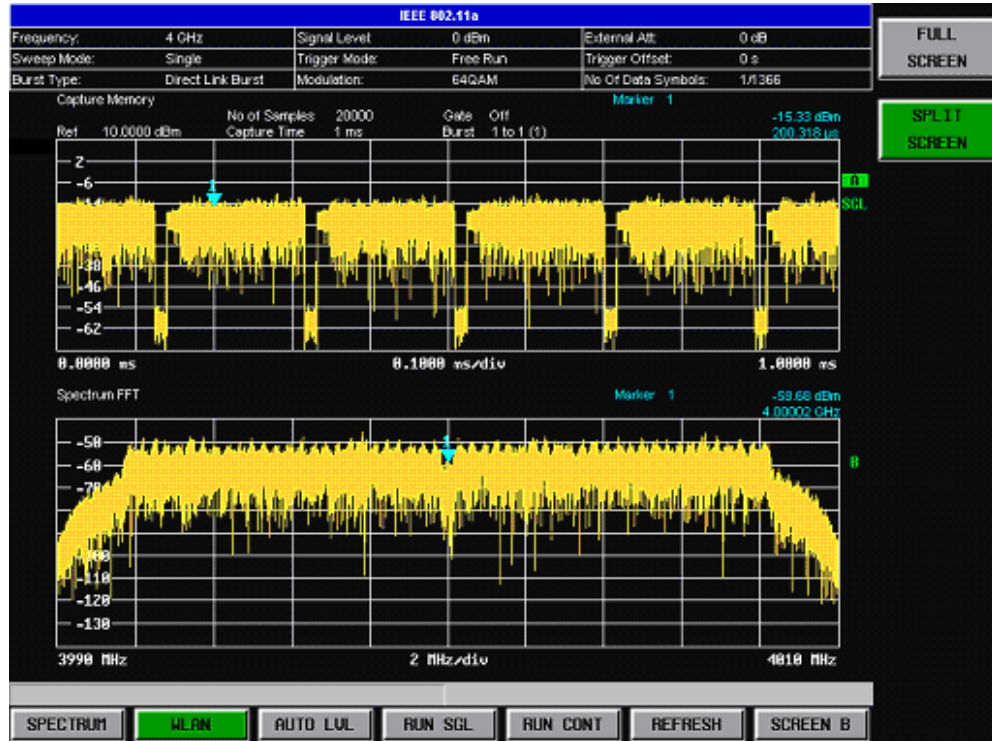 IEEE 802.11a
Frequency: 4 GHz Signal Level: 0 dBm External Att: 0 dB
Sweep Mode: Single Trigger Mode: Free Run Trigger Offset: 0 s
Burst Type: Direct Link Burst Modulation: 64QAM No Of Data Symbols: 1/1366
FULL
SCREEN
SPLIT
SCREEN
Capture Memory
No of Samples 20000 Gate Off Marker 1 -15.33 dBm
Ref 10.0000 dBm Capture Time 1 ms Burst 1 to 1 (1) 200.318 µs
2
-6
1
A
SGL
-38
-46
-54
-62
0.0000 ms 0.1000 ms/div 1.0000 ms
Spectrum FFT Marker 1 -59.68 dBm
4.00002 GHz
-50
1
-60
B
-70
-110
-120
-130
3990 MHz 2 MHz/div 4010 MHz
SPECTRUM WLAN AUTO LVL RUN SGL RUN CONT REFRESH SCREEN B